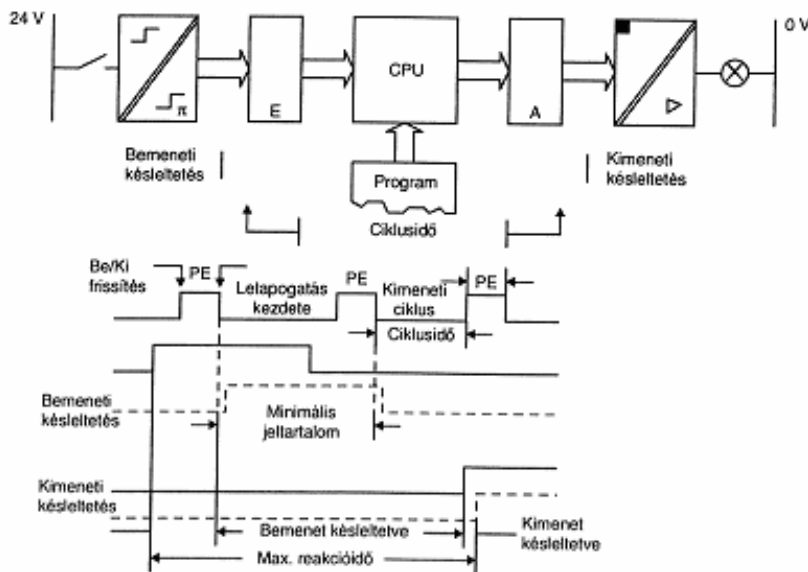 24 V
0 V
π
E
CPU
A
Bemeneti
késleltetés
Program
Ciklusidő
Kimeneti
késleltetés
Be/Ki
frissítés
PE
Lelapogatás
kezdete
PE
Kimeneti
ciklus
PE
Ciklusidő
Bemeneti
késleltetés
Minimális
jeltartalom
Kimeneti
késleltetés
Bemenet késleltetve
Kimenet
késleltetve
Max. reakcióidő